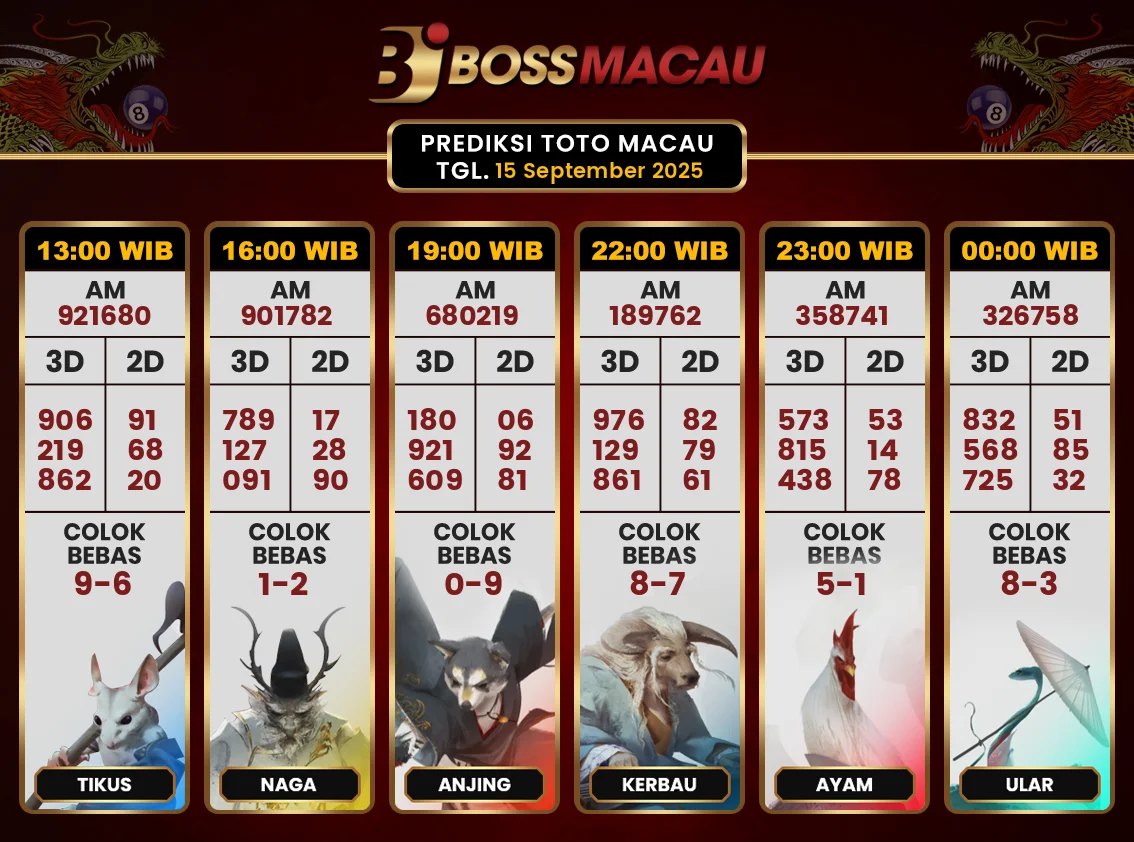 BJ BOSSMACAU
8
8
PREDIKSI TOTO MACAU
TGL. 15 September 2025
13:00 WIB
AM
921680
3D 2D
906 91
219 68
862 20
COLOK
BEBAS
9-6
TIKUS
16:00 WIB
AM
901782
3D 2D
789 17
127 28
091 90
COLOK
BEBAS
1-2
NAGA
19:00 WIB
AM
680219
3D 2D
180 06
921 92
609 81
COLOK
BEBAS
0-9
ANJING
22:00 WIB
AM
189762
3D 2D
976 82
129 79
861 61
COLOK
BEBAS
8-7
KERBAU
23:00 WIB
AM
358741
3D 2D
573 53
815 14
438 78
COLOK
BEBAS
5-1
AYAM
00:00 WIB
AM
326758
3D 2D
832 51
568 85
725 32
COLOK
BEBAS
8-3
ULAR